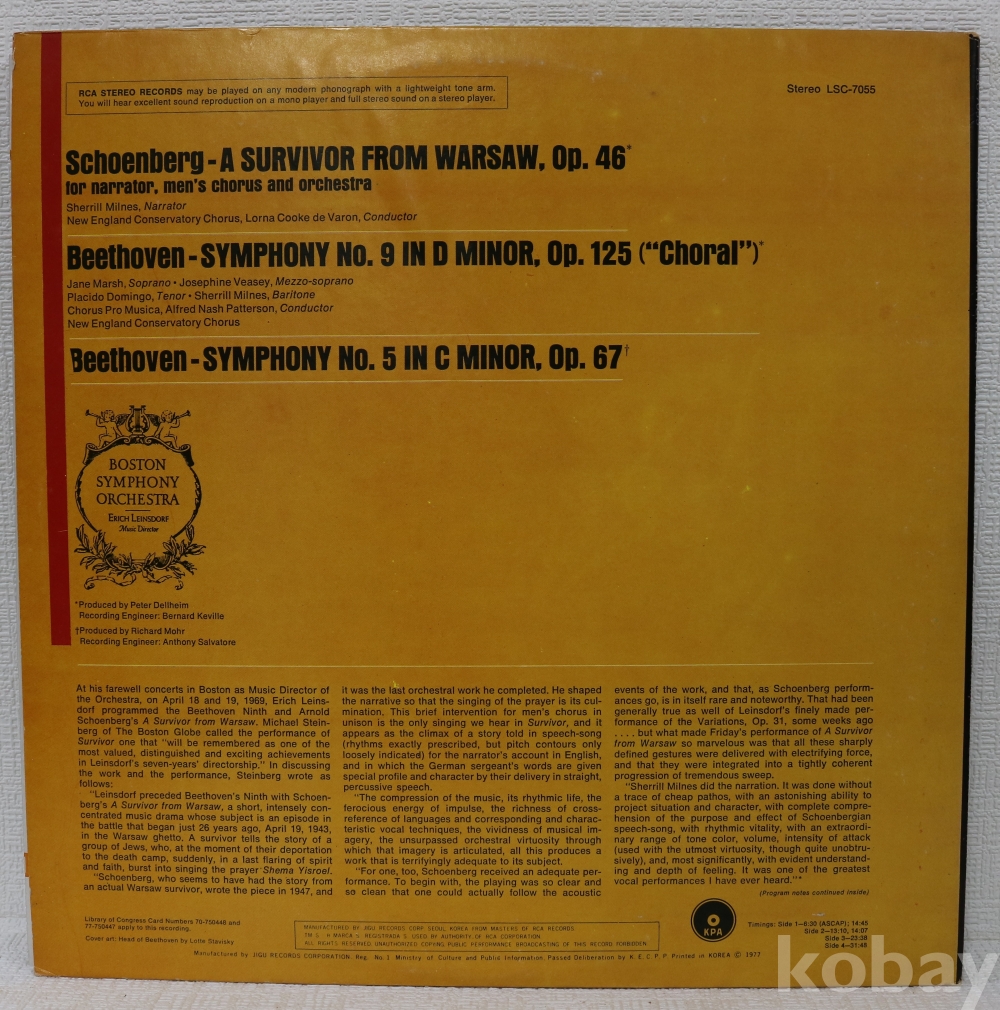 RCA STEREO RECORDS may be played on any modern phonograph with a lightweight tone arm.
You will hear excellent sound reproduction on a mono player and full stereo sound on a stereo player.
Stereo LSC-7055
Schoenberg-A SURVIVOR FROM WARSAW, Op. 46*
for narrator, men's chorus and orchestra
Sherrill Milnes, Narrator
New England Conservatory Chorus, Lorna Cooke de Varon, Conductor
Beethoven-SYMPHONY No. 9 IN D MINOR, Op. 125 ("Choral")*
Jane Marsh, Soprano • Josephine Veasey, Mezzo-soprano
Placido Domingo, Tenor • Sherrill Milnes, Baritone
Chorus Pro Musica, Alfred Nash Patterson, Conductor
New England Conservatory Chorus
Beethoven-SYMPHONY No. 5 IN C MINOR, Op. 67†
BOSTON
SYMPHONY
ORCHESTRA
ERICH LEINSDORF
Music Director
*Produced by Peter Dellheim
Recording Engineer: Bernard Keville
†Produced by Richard Mohr
Recording Engineer: Anthony Salvatore
At his farewell concerts in Boston as Music Director of
the Orchestra, on April 18 and 19, 1969, Erich Leins-
dorf programmed the Beethoven Ninth and Arnold
Schoenberg's A Survivor from Warsaw. Michael Stein-
berg of The Boston Globe called the performance of
Survivor one that "will be remembered as one of the
most valued, distinguished and exciting achievements
in Leinsdorf's seven-years' directorship." In discussing
the work and the performance, Steinberg wrote as
follows:
"Leinsdorf preceded Beethoven's Ninth with Schoen-
berg's A Survivor from Warsaw, a short, intensely con-
centrated music drama whose subject is an episode in
the battle that began just 26 years ago, April 19, 1943,
in the Warsaw ghetto. A survivor tells the story of a
group of Jews, who, at the moment of their deportation
to the death camp, suddenly, in a last flaring of spirit
and faith, burst into singing the prayer Shema Yisroel.
"Schoenberg, who seems to have had the story from
an actual Warsaw survivor, wrote the piece in 1947, and
it was the last orchestral work he completed. He shaped
the narrative so that the singing of the prayer is its cul-
mination. This brief intervention for men's chorus in
unison is the only singing we hear in Survivor, and it
appears as the climax of a story told in speech-song
(rhythms exactly prescribed, but pitch contours only
loosely indicated) for the narrator's account in English,
and in which the German sergeant's words are given
special profile and character by their delivery in straight,
percussive speech.
"The compression of the music, its rhythmic life, the
ferocious energy of impulse, the richness of cross-
reference of languages and corresponding and charac-
teristic vocal techniques, the vividness of musical im-
agery, the unsurpassed orchestral virtuosity through
which that imagery is articulated, all this produces a
work that is terrifyingly adequate to its subject.
"For one, too, Schoenberg received an adequate per-
formance. To begin with, the playing was so clear and
so clean that one could actually follow the acoustic
events of the work, and that, as Schoenberg perform-
ances go, is in itself rare and noteworthy. That had been
generally true as well of Leinsdorf's finely made per-
formance of the Variations, Op. 31, some weeks ago
.... but what made Friday's performance of A Survivor
from Warsaw so marvelous was that all these sharply
defined gestures were delivered with electrifying force,
and that they were integrated into a tightly coherent
progression of tremendous sweep.
"Sherrill Milnes did the narration. It was done without
a trace of cheap pathos, with an astonishing ability to
project situation and character, with complete compre-
hension of the purpose and effect of Schoenbergian
speech-song, with rhythmic vitality, with an extraordi-
nary range of tone color, volume, intensity of attack
(used with the utmost virtuosity, though quite unobtru-
sively), and, most significantly, with evident understand-
ing and depth of feeling. It was one of the greatest
vocal performances I have ever heard."*
(Program notes continued inside)
Library of Congress Card Numbers 70-750446 and
77-750447 apply to this recording.
Cover art: Head of Beethoven by Lotte Stavisky
MANUFACTURED BY JIGU RECORDS CORP. SEOUL KOREA FROM MASTERS OF RCA RECORDS
MARCA REGISTRADA S. USED BY AUTHORITY OF RCA CORPORATION
ALL RIGHTS RESERVED UNAUTHORIZED COPYING PUBLIC PERFORMANCE BROADCASTING OF THIS RECORD FORBIDDEN
KPA
Timings: Side 1—6:30 (ASCAP); 14:45
Side 2—13:10, 14:07
Side 3—23:38
Side 4—31:48
Manufactured by JIGU RECORDS CORPORATION. Reg. No.1 Ministry of Culture and Public Information. Passed Deliberation by K.E.C.P.P. Printed in KOREA © 1977
kobay